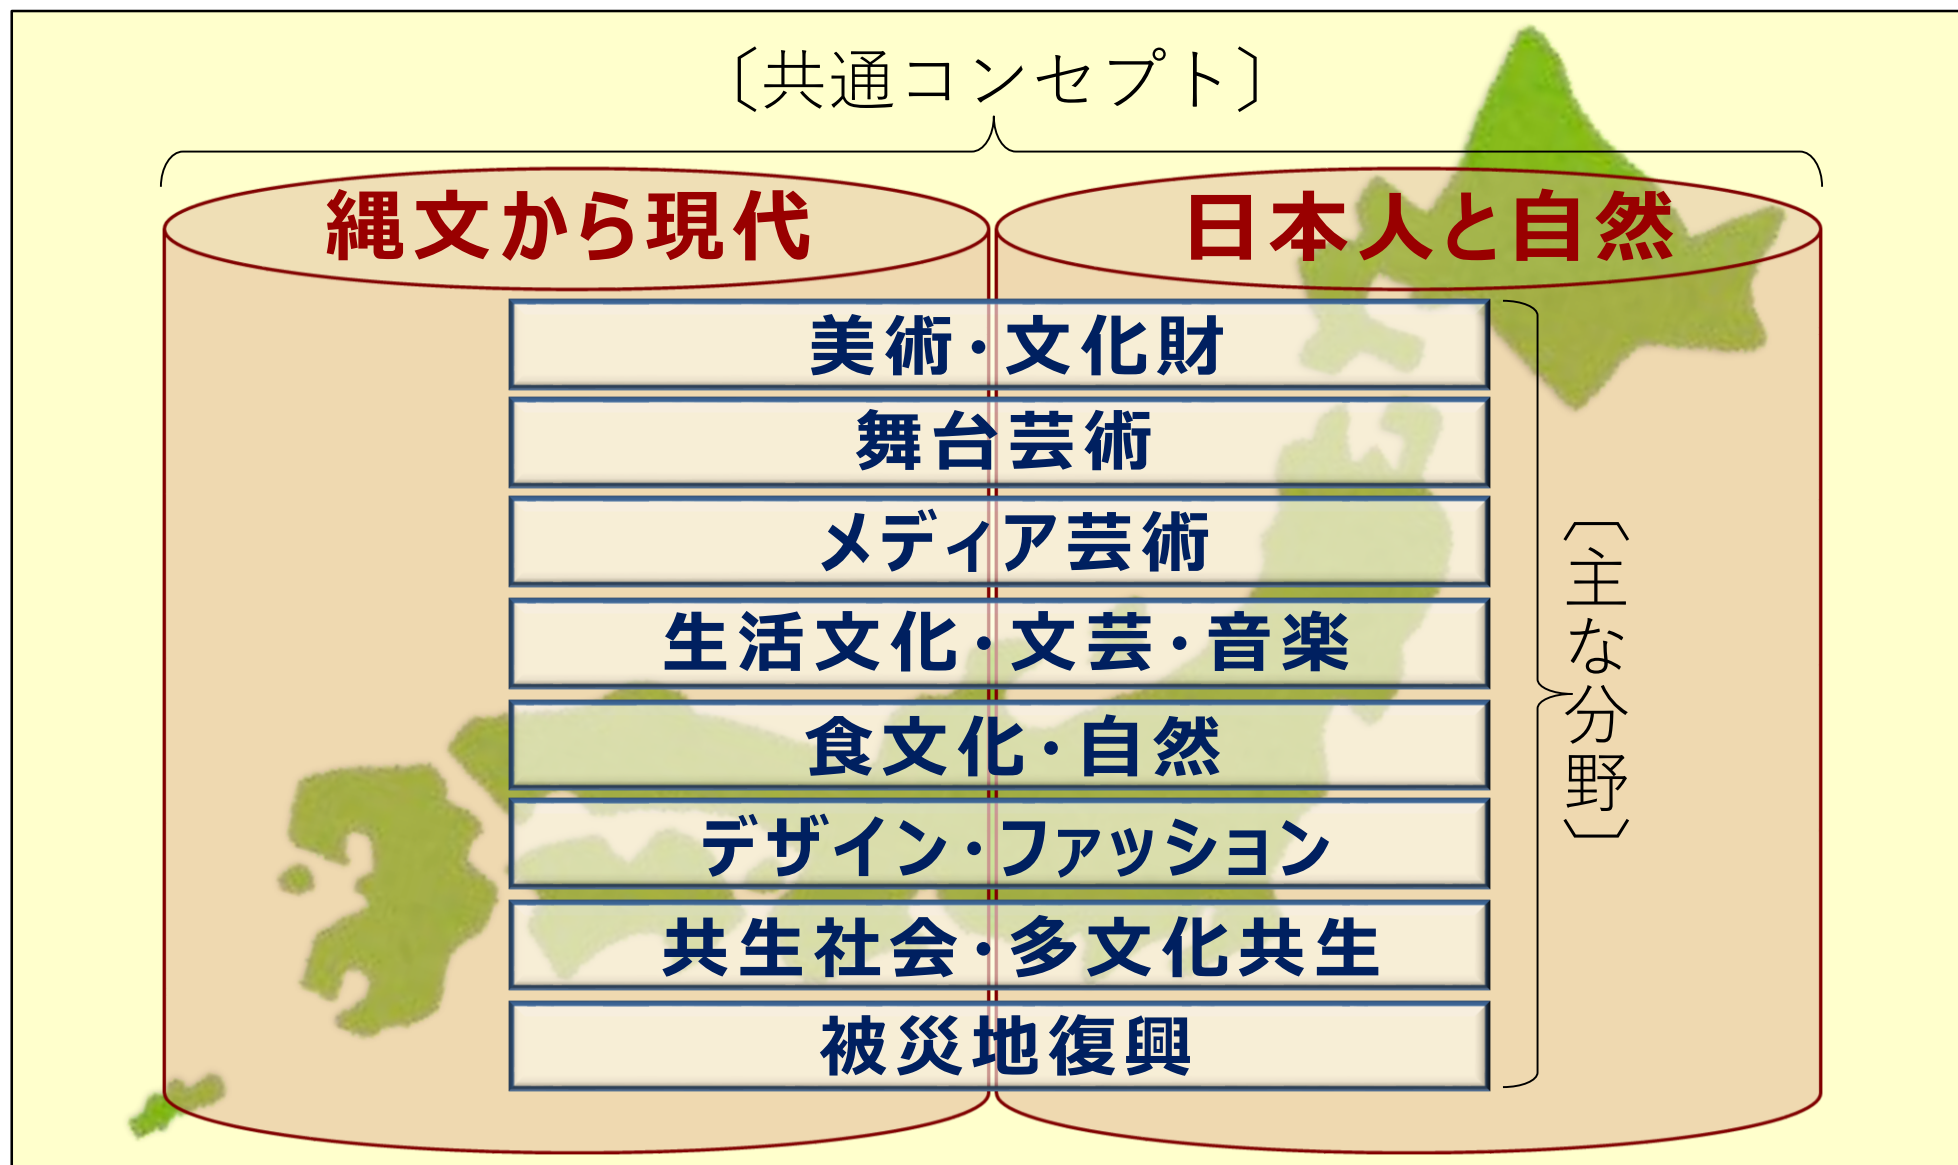 〔共通コンセプト〕
縄文から現代
日本人と自然
美術・文化財
舞台芸術
メディア芸術
生活文化・文芸・音楽
食文化・自然
デザイン・ファッション
共生社会・多文化共生
被災地復興
〔主な分野〕